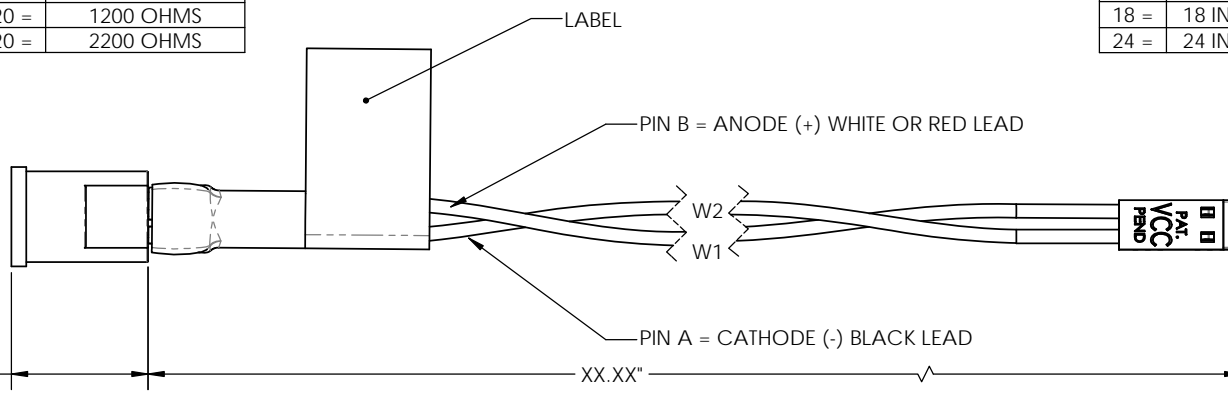 20 = 1200 OHMS
20 = 2200 OHMS
18 = 18 IN
24 = 24 IN
LABEL
PIN B = ANODE (+) WHITE OR RED LEAD
W2
W1
PAT.
VCC
PEND
PIN A = CATHODE (-) BLACK LEAD
XX.XX"